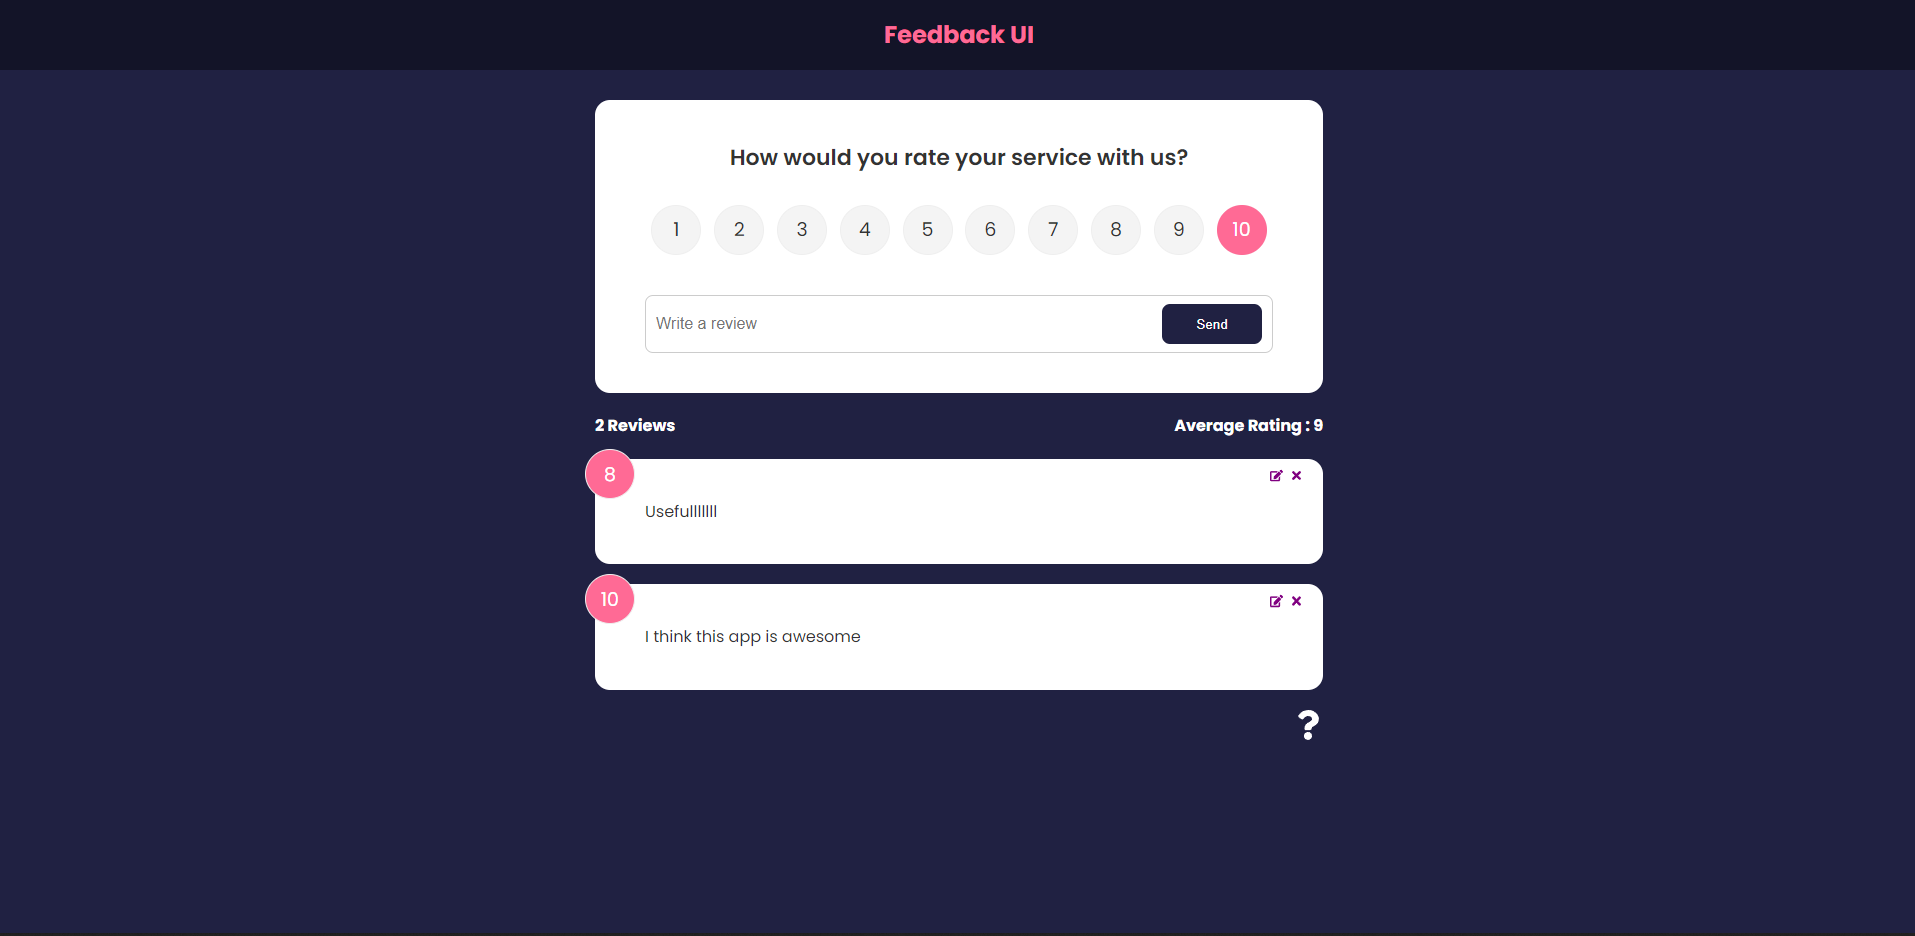 Feedback UI
How would you rate your service with us?
1 2 3 4 5 6 7 8 9 10
Write a review Send
2 Reviews Average Rating : 9
8
Usefulllllll
10
I think this app is awesome
?